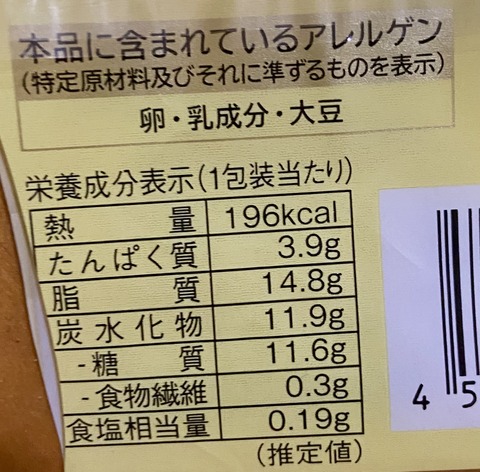 本品に含まれているアレルゲン
(特定原材料及びそれに準ずるものを表示)
卵・乳成分・大豆
栄養成分表示(1包装当たり)
熱量 196kcal
たんぱく質 3.9g
脂質 14.8g
炭水化物 11.9g
-糖質 11.6g
-食物繊維 0.3g
食塩相当量 0.19g
(推定値)
4 5